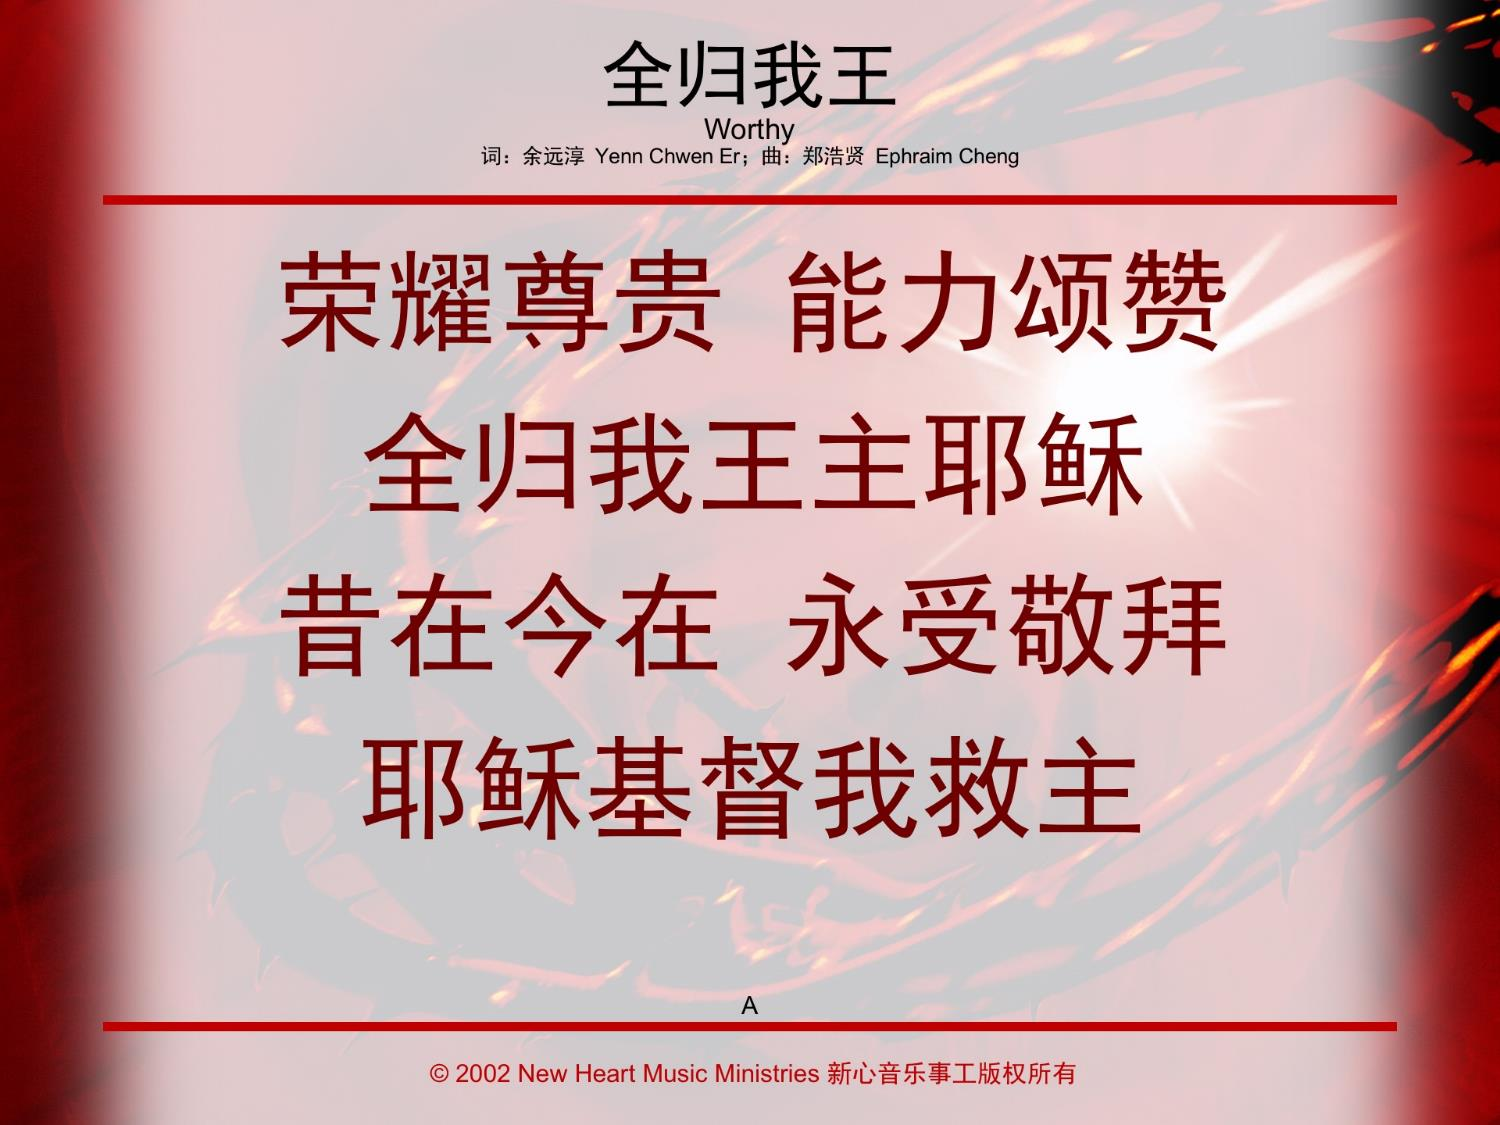 全归我王
Worthy
词：余远淳 Yenn Chwen Er；曲：郑浩贤 Ephraim Cheng
荣耀尊贵 能力颂赞
全归我王主耶稣
昔在今在 永受敬拜
耶稣基督我救主
A
© 2002 New Heart Music Ministries 新心音乐事工版权所有